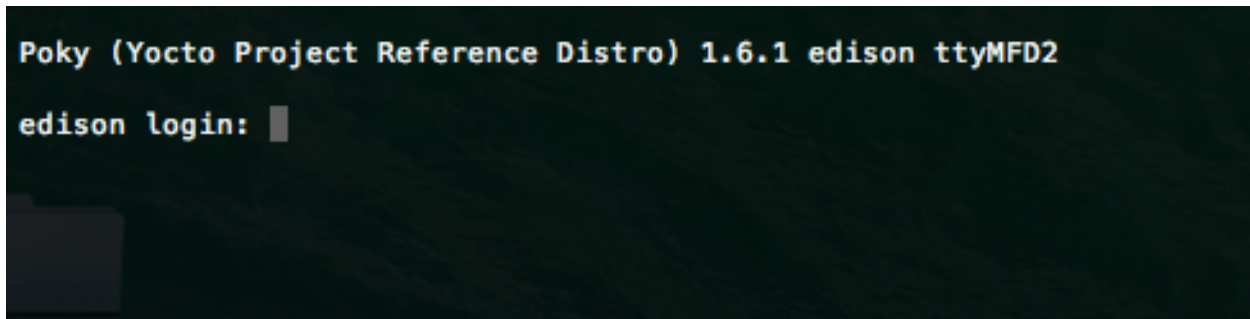 Poky (Yocto Project Reference Distro) 1.6.1 edison ttyMFD2
edison login: